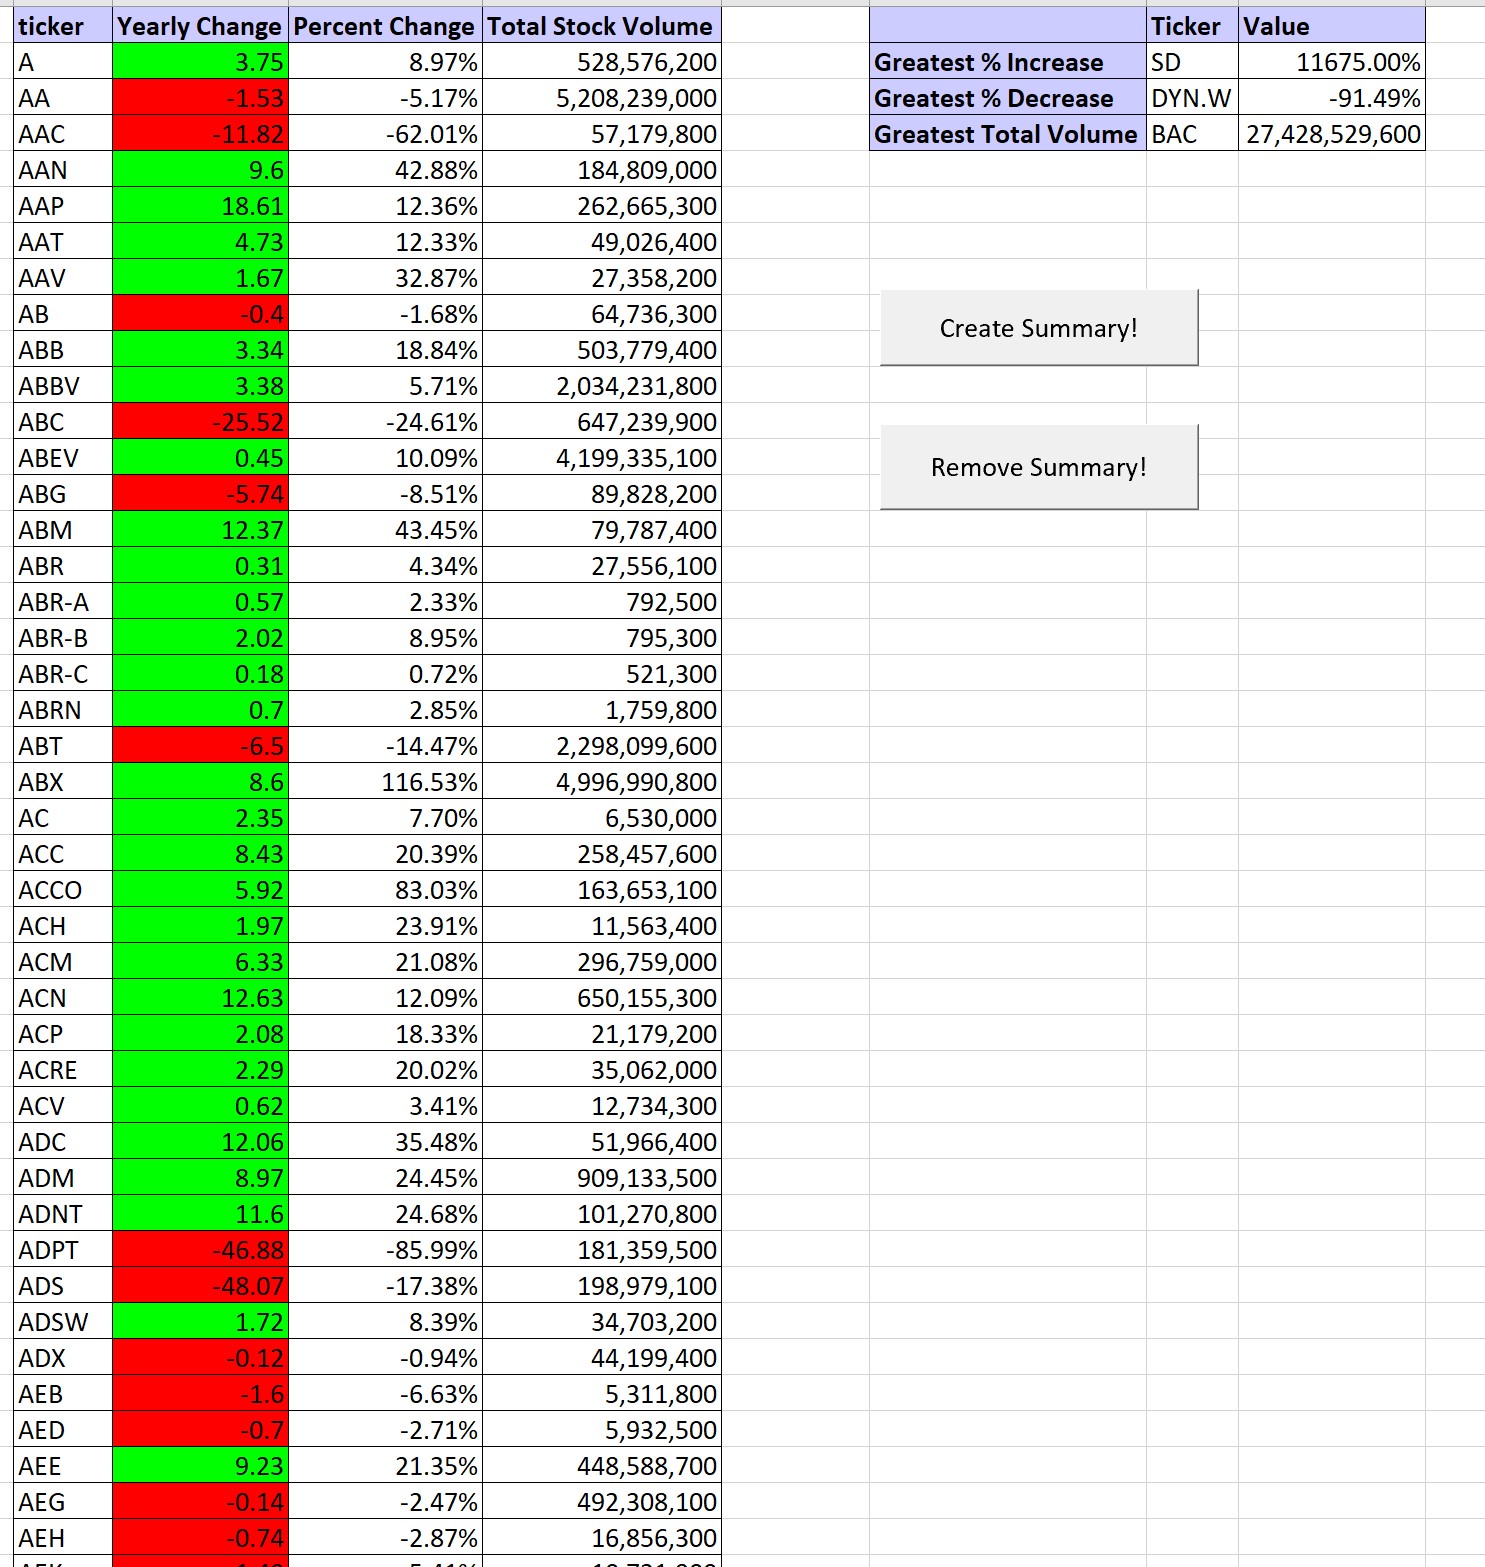 ticker Yearly Change Percent Change Total Stock Volume Ticker Value
A 3.75 8.97% 528,576,200 Greatest % Increase SD 11675.00%
AA -1.53 -5.17% 5,208,239,000 Greatest % Decrease DYN.W -91.49%
AAC -11.82 -62.01% 57,179,800 Greatest Total Volume BAC 27,428,529,600
AAN 9.6 42.88% 184,809,000
AAP 18.61 12.36% 262,665,300
AAT 4.73 12.33% 49,026,400
AAV 1.67 32.87% 27,358,200
AB -0.4 -1.68% 64,736,300
Create Summary!
ABB 3.34 18.84% 503,779,400
ABBV 3.38 5.71% 2,034,231,800
ABC -25.52 -24.61% 647,239,900
ABEV 0.45 10.09% 4,199,335,100
Remove Summary!
ABG -5.74 -8.51% 89,828,200
ABM 12.37 43.45% 79,787,400
ABR 0.31 4.34% 27,556,100
ABR-A 0.57 2.33% 792,500
ABR-B 2.02 8.95% 795,300
ABR-C 0.18 0.72% 521,300
ABRN 0.7 2.85% 1,759,800
ABT -6.5 -14.47% 2,298,099,600
ABX 8.6 116.53% 4,996,990,800
AC 2.35 7.70% 6,530,000
ACC 8.43 20.39% 258,457,600
ACCO 5.92 83.03% 163,653,100
ACH 1.97 23.91% 11,563,400
ACM 6.33 21.08% 296,759,000
ACN 12.63 12.09% 650,155,300
ACP 2.08 18.33% 21,179,200
ACRE 2.29 20.02% 35,062,000
ACV 0.62 3.41% 12,734,300
ADC 12.06 35.48% 51,966,400
ADM 8.97 24.45% 909,133,500
ADNT 11.6 24.68% 101,270,800
ADPT -46.88 -85.99% 181,359,500
ADS -48.07 -17.38% 198,979,100
ADSW 1.72 8.39% 34,703,200
ADX -0.12 -0.94% 44,199,400
AEB -1.6 -6.63% 5,311,800
AED -0.7 -2.71% 5,932,500
AEE 9.23 21.35% 448,588,700
AEG -0.14 -2.47% 492,308,100
AEH -0.74 -2.87% 16,856,300